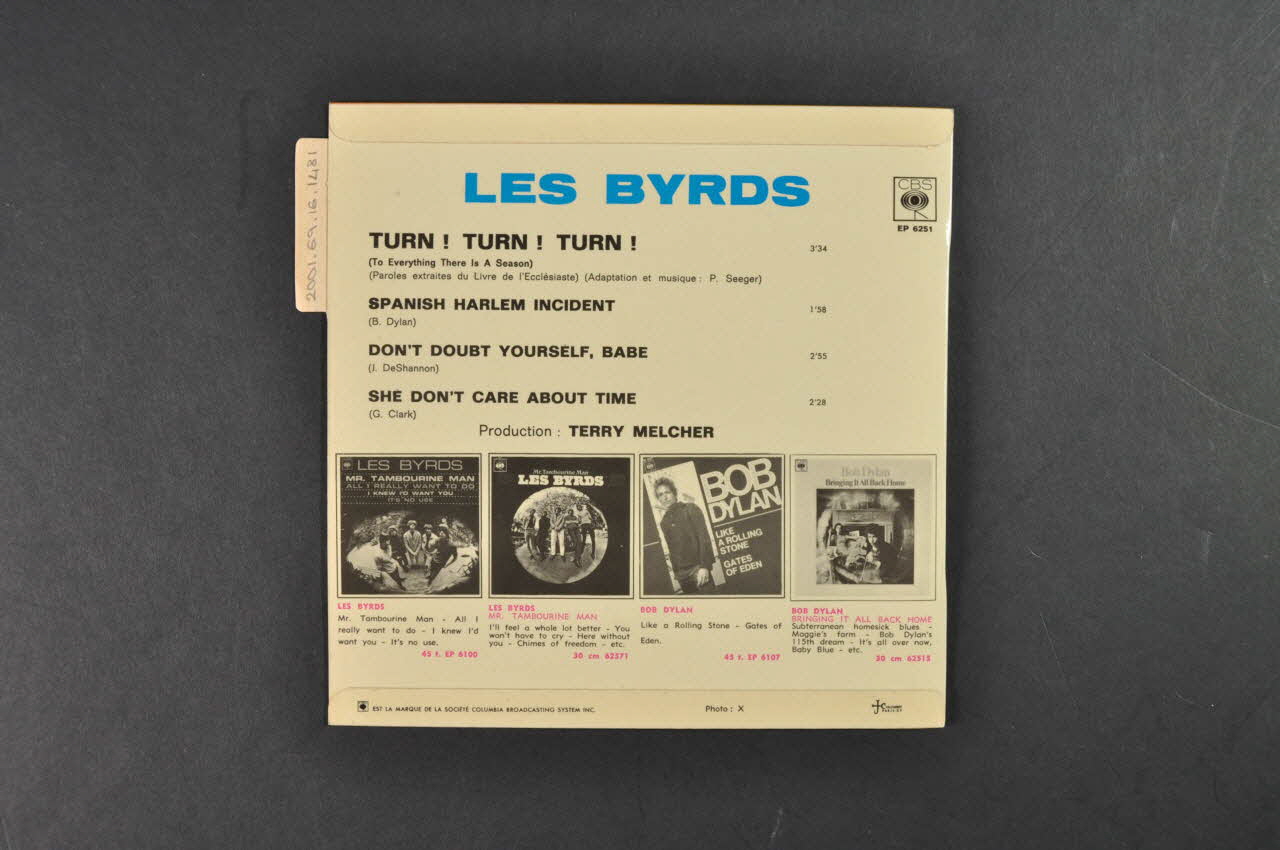 2001.69.16.1481
LES BYRDS
CBS
EP 6251
TURN ! TURN ! TURN ! 3'34
(To Everything There Is A Season)
(Paroles extraites du Livre de l'Ecclésiaste) (Adaptation et musique : P. Seeger)
SPANISH HARLEM INCIDENT 1'58
(B. Dylan)
DON'T DOUBT YOURSELF, BABE 2'55
(J. DeShannon)
SHE DON'T CARE ABOUT TIME 2'28
(G. Clark)
Production : TERRY MELCHER
LES BYRDS
MR. TAMBOURINE MAN
ALL I REALLY WANT TO DO
I KNEW I'D WANT YOU
IT'S NO USE
Mr. Tambourine Man
LES BYRDS
BOB
DYLAN
LIKE
A ROLLING
STONE
GATES
OF EDEN
Bob Dylan
Bringing It All Back Home
LES BYRDS
Mr. Tambourine Man - All I
really want to do - I knew I'd
want you - It's no use.
45 t. EP 6100
LES BYRDS
MR. TAMBOURINE MAN
I'll feel a whole lot better - You
won't have to cry - Here without
you - Chimes of freedom - etc.
30 cm 62571
BOB DYLAN
Like a Rolling Stone - Gates of
Eden.
45 t. EP 6107
BOB DYLAN
BRINGING IT ALL BACK HOME
Subterranean homesick blues -
Maggie's farm - Bob Dylan's
115th dream - It's all over now,
Baby Blue - etc.
30 cm 62515
EST LA MARQUE DE LA SOCIÉTÉ COLUMBIA BROADCASTING SYSTEM INC.
Photo : X